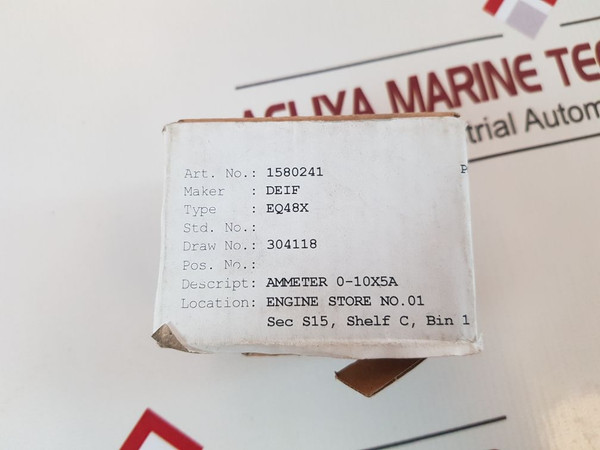 AELIYA MARINE TEC
trial Autom
Art. No.: 1580241
P
Maker : DEIF
Type : EQ48X
Std. No.:
Draw No.: 304118
Pos. No.:
Descript: AMMETER 0-10X5A
Location: ENGINE STORE NO.01
Sec S15, Shelf C, Bin 1